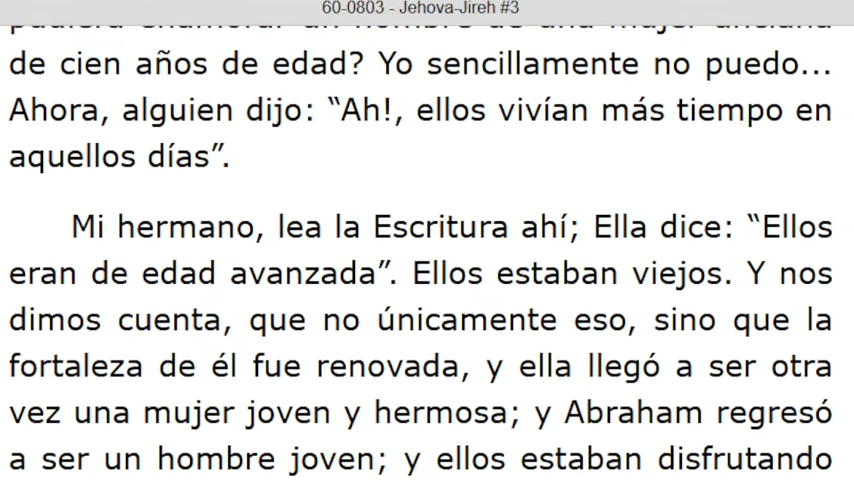 60-0803 - Jehova-Jireh #3
de cien años de edad? Yo sencillamente no puedo...
Ahora, alguien dijo: “Ah!, ellos vivían más tiempo en
aquellos días”.
Mi hermano, lea la Escritura ahí; Ella dice: “Ellos
eran de edad avanzada”. Ellos estaban viejos. Y nos
dimos cuenta, que no únicamente eso, sino que la
fortaleza de él fue renovada, y ella llegó a ser otra
vez una mujer joven y hermosa; y Abraham regresó
a ser un hombre joven; y ellos estaban disfrutando